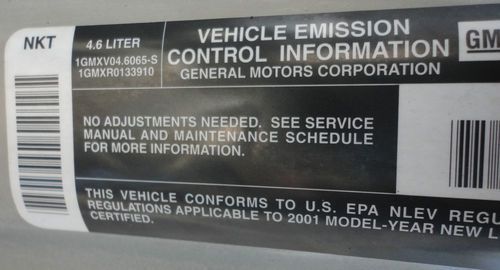 NKT
4.6 LITER
1GMXV04.6065-S
1GMXR0133910
VEHICLE EMISSION
CONTROL INFORMATION
GENERAL MOTORS CORPORATION
GM
NO ADJUSTMENTS NEEDED. SEE SERVICE
MANUAL AND MAINTENANCE SCHEDULE
FOR MORE INFORMATION.
THIS VEHICLE CONFORMS TO U.S. EPA NLEV REGU
REGULATIONS APPLICABLE TO 2001 MODEL-YEAR NEW L
CERTIFIED.